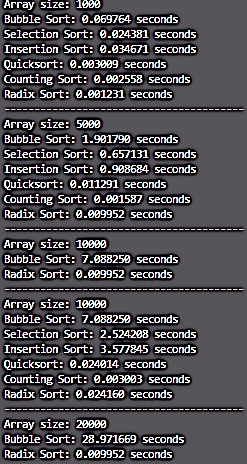 Array size: 1000
Bubble Sort: 0.069764 seconds
Selection Sort: 0.024381 seconds
Insertion Sort: 0.034671 seconds
Quicksort: 0.003009 seconds
Counting Sort: 0.002558 seconds
Radix Sort: 0.001231 seconds
----------------------------------------
Array size: 5000
Bubble Sort: 1.901790 seconds
Selection Sort: 0.657131 seconds
Insertion Sort: 0.908684 seconds
Quicksort: 0.011291 seconds
Counting Sort: 0.001587 seconds
Radix Sort: 0.009952 seconds
----------------------------------------
Array size: 10000
Bubble Sort: 7.088250 seconds
Radix Sort: 0.009952 seconds
----------------------------------------
Array size: 10000
Bubble Sort: 7.088250 seconds
Selection Sort: 2.524208 seconds
Insertion Sort: 3.577845 seconds
Quicksort: 0.024014 seconds
Counting Sort: 0.003003 seconds
Radix Sort: 0.024160 seconds
----------------------------------------
Array size: 20000
Bubble Sort: 28.971669 seconds
Radix Sort: 0.009952 seconds